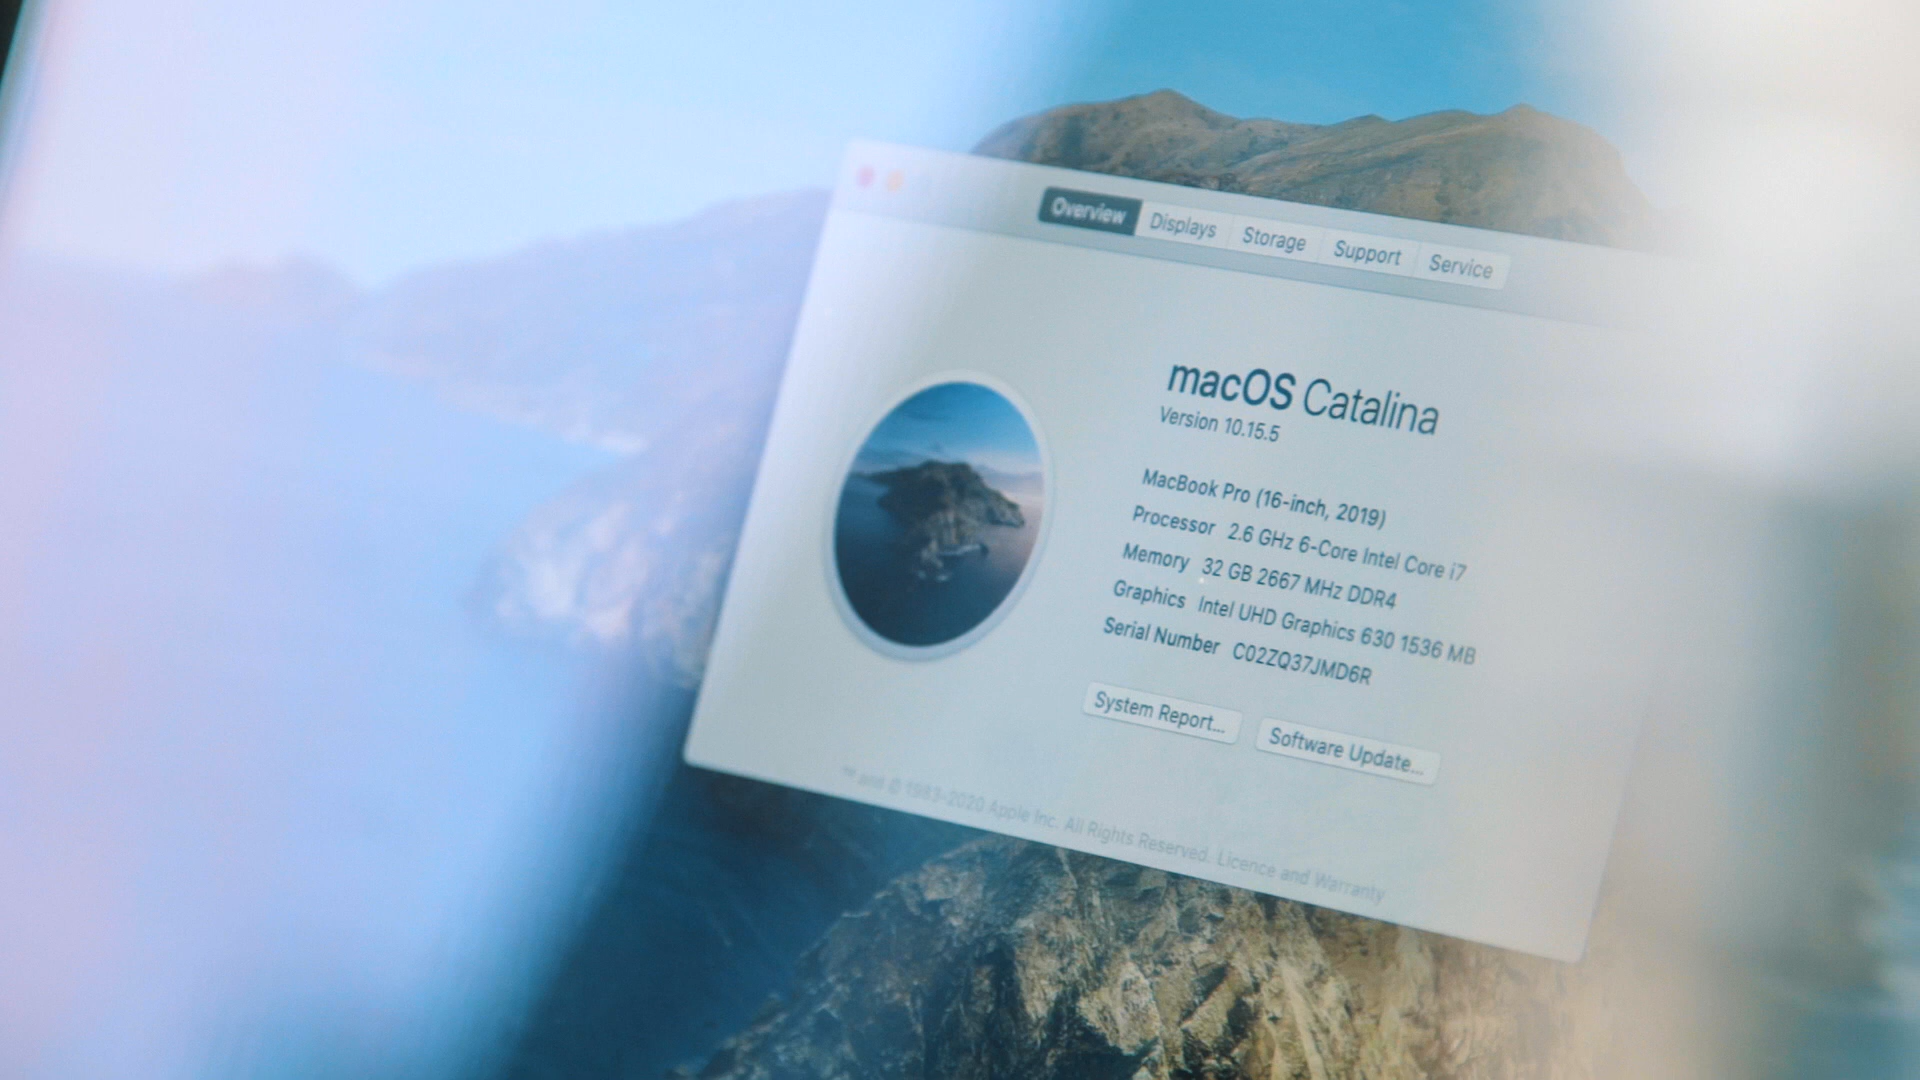 Overview Displays Storage Support Service
macOS Catalina
Version 10.15.5
MacBook Pro (16-inch, 2019)
Processor 2.6 GHz 6-Core Intel Core i7
Memory 32 GB 2667 MHz DDR4
Graphics Intel UHD Graphics 630 1536 MB
Serial Number C02ZQ37JMD6R
System Report... Software Update...
™ and © 1983-2020 Apple Inc. All Rights Reserved. Licence and Warranty